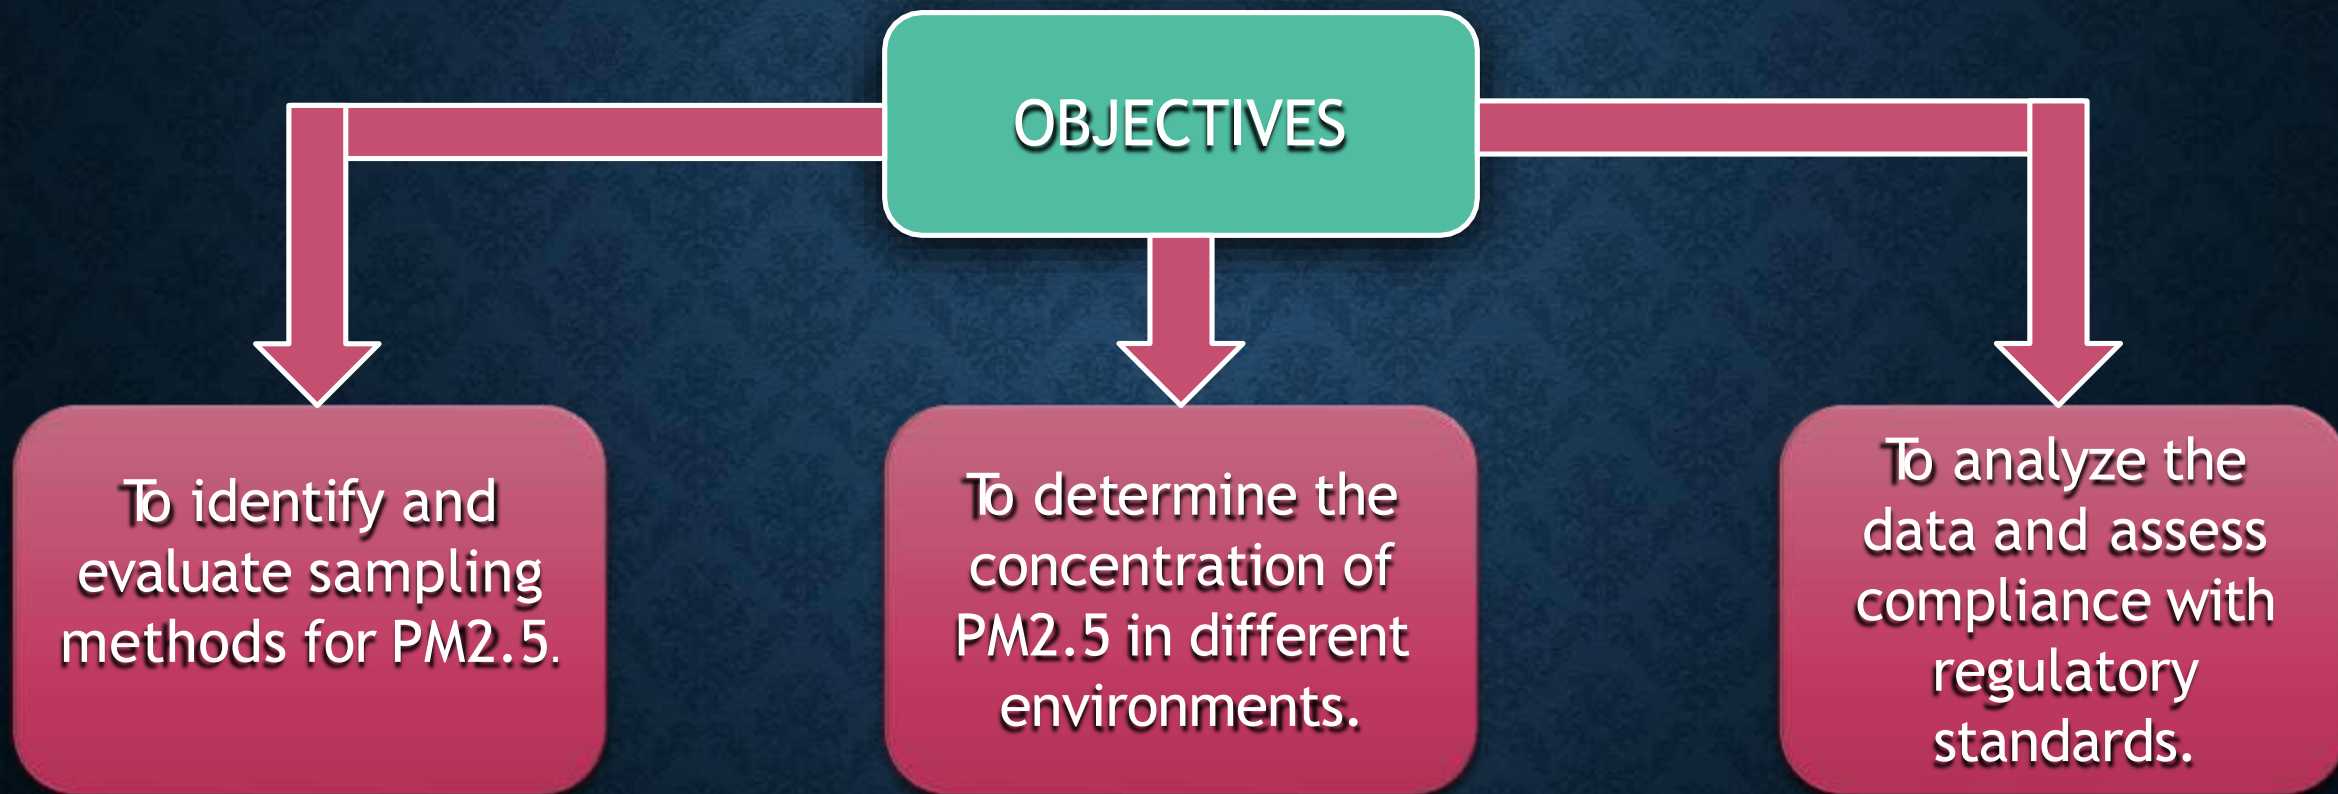 OBJECTIVES
To identify and
evaluate sampling
methods for PM2.5.
To determine the
concentration of
PM2.5 in different
environments.
To analyze the
data and assess
compliance with
regulatory
standards.